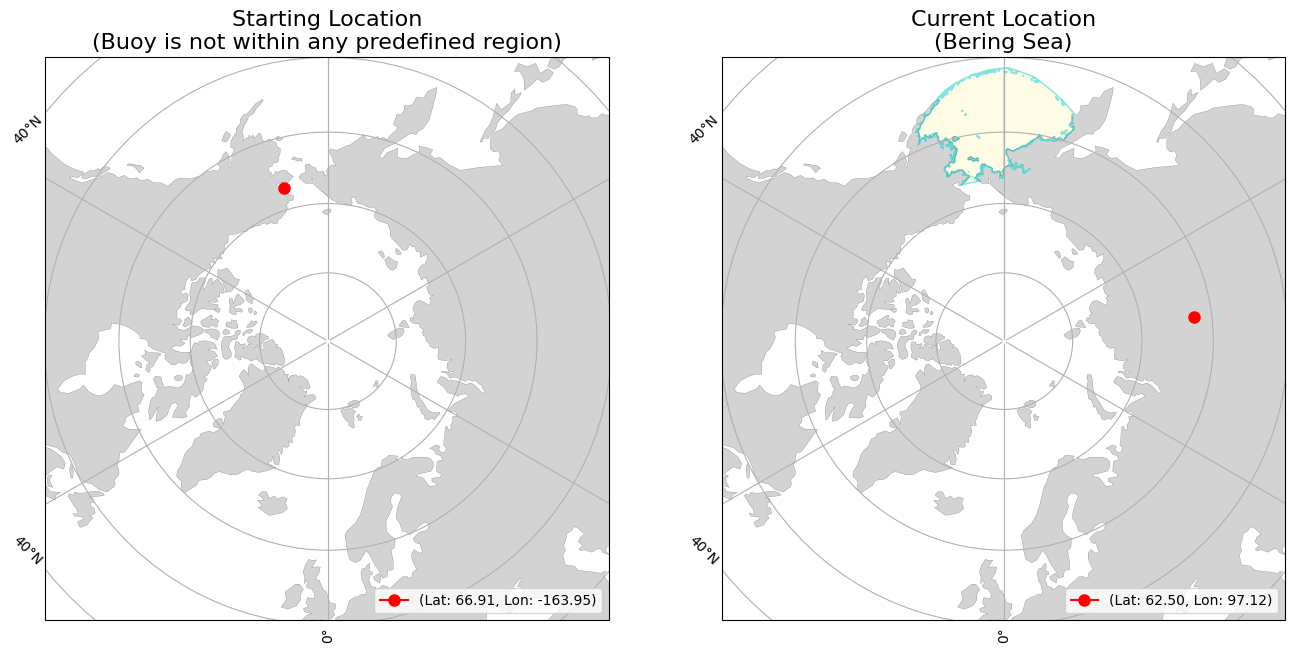 Starting Location
(Buoy is not within any predefined region)
40°N
40°N
0°
(Lat: 66.91, Lon: -163.95)
Current Location
(Bering Sea)
40°N
40°N
0°
(Lat: 62.50, Lon: 97.12)